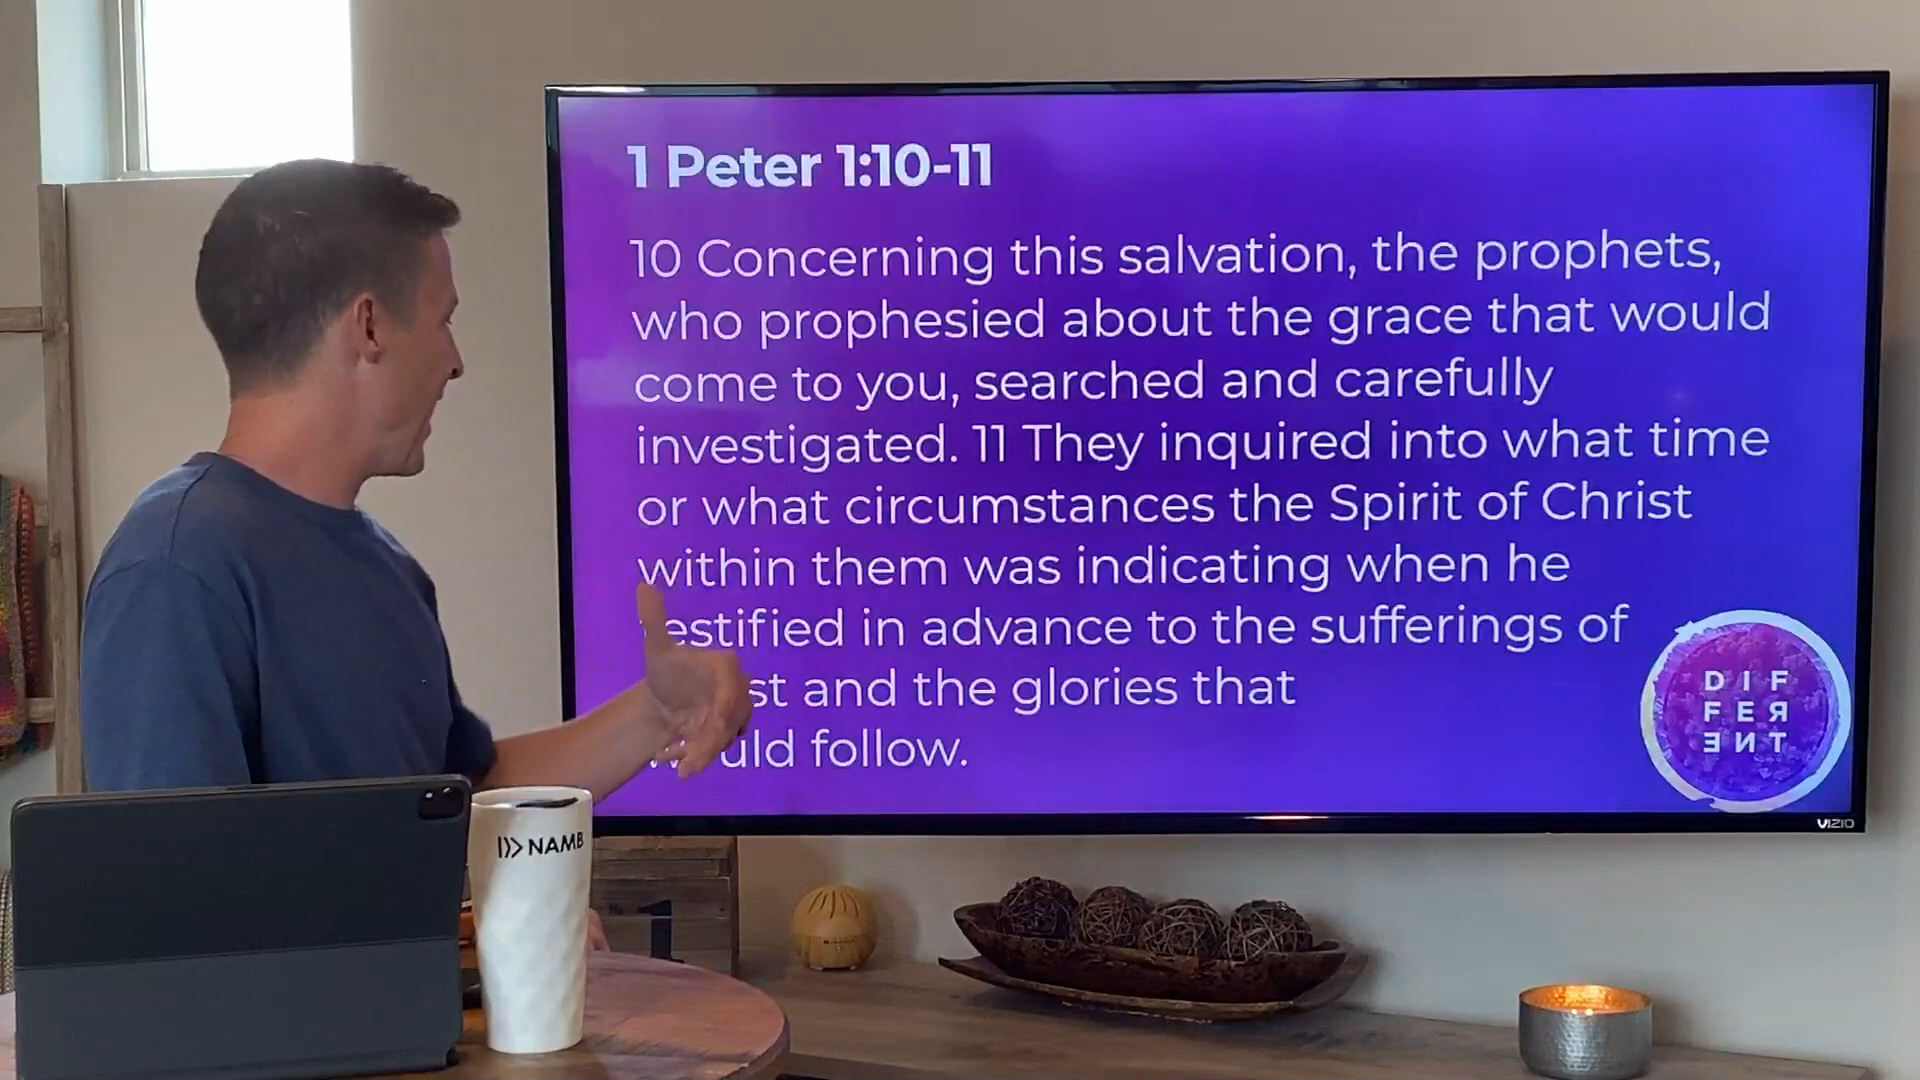 1 Peter 1:10-11
10 Concerning this salvation, the prophets,
who prophesied about the grace that would
come to you, searched and carefully
investigated. 11 They inquired into what time
or what circumstances the Spirit of Christ
within them was indicating when he
estified in advance to the sufferings of
st and the glories that
uld follow.
DIF
FEЯ
ƎИT
VIZIO
NAMB